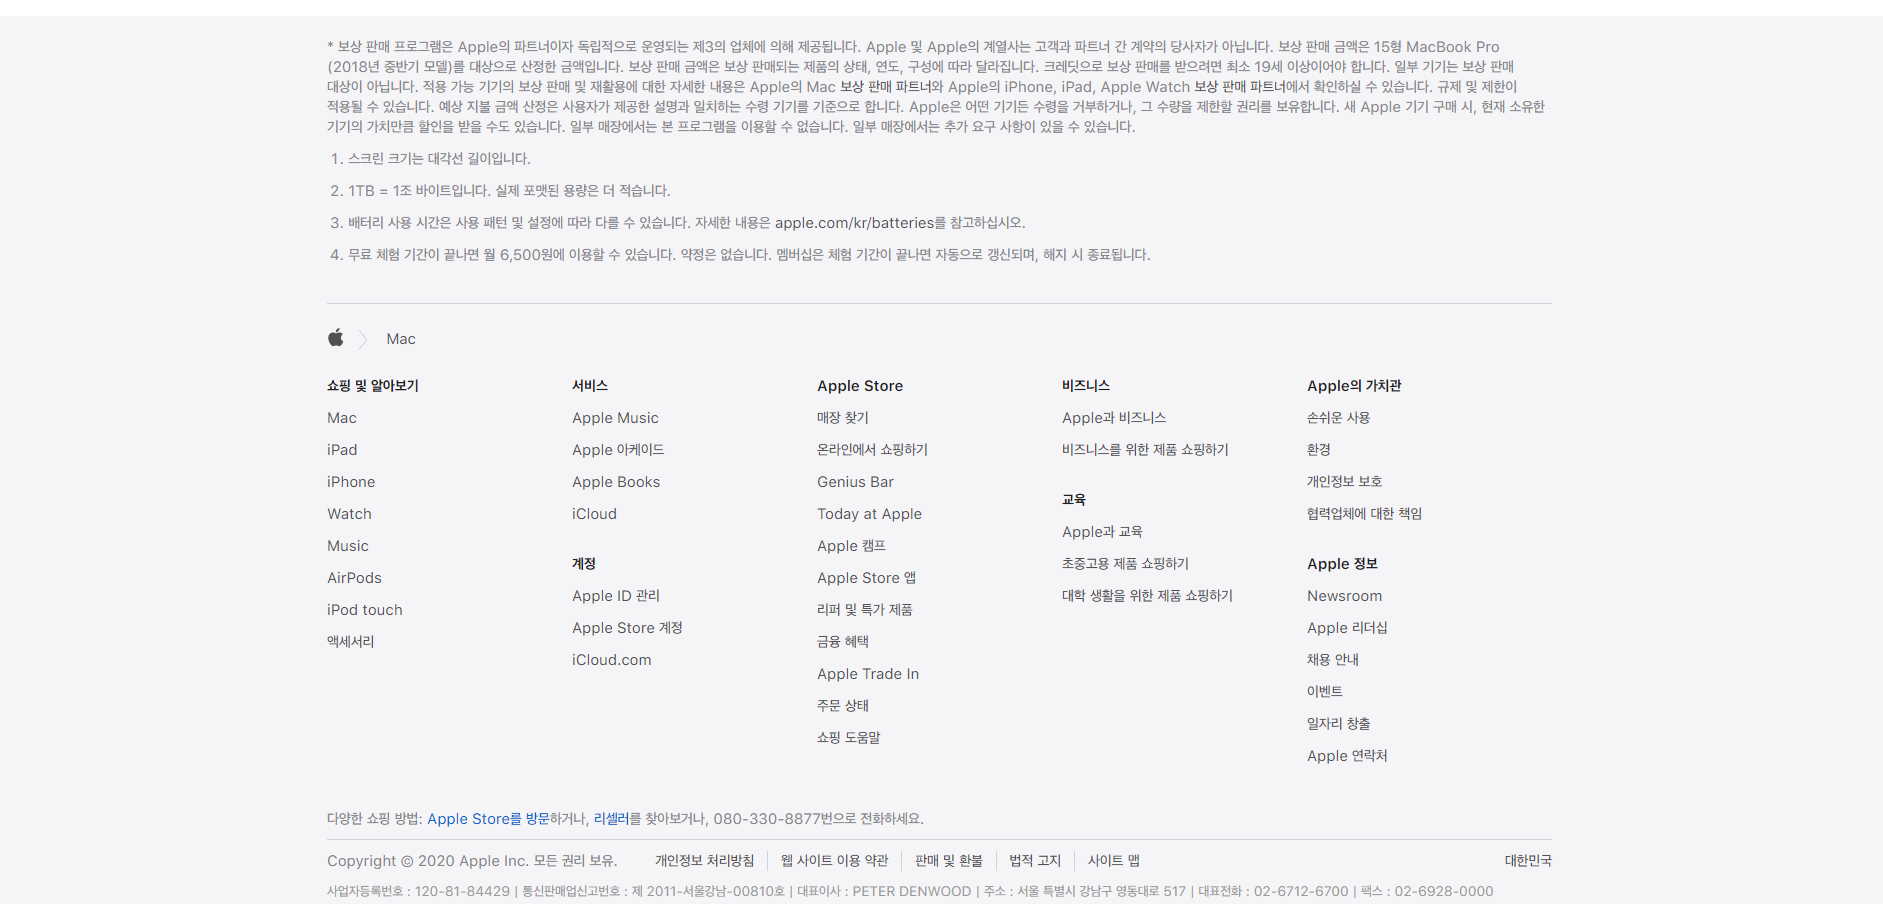 * 보상 판매 프로그램은 Apple의 파트너이자 독립적으로 운영되는 제3의 업체에 의해 제공됩니다. Apple 및 Apple의 계열사는 고객과 파트너 간 계약의 당사자가 아닙니다. 보상 판매 금액은 15형 MacBook Pro
(2018년 중반기 모델)를 대상으로 산정한 금액입니다. 보상 판매 금액은 보상 판매되는 제품의 상태, 연도, 구성에 따라 달라집니다. 크레딧으로 보상 판매를 받으려면 최소 19세 이상이어야 합니다. 일부 기기는 보상 판매
대상이 아닙니다. 적용 가능 기기의 보상 판매 및 재활용에 대한 자세한 내용은 Apple의 Mac 보상 판매 파트너와 Apple의 iPhone, iPad, Apple Watch 보상 판매 파트너에서 확인하실 수 있습니다. 규제 및 제한이
적용될 수 있습니다. 예상 지불 금액 산정은 사용자가 제공한 설명과 일치하는 수령 기기를 기준으로 합니다. Apple은 어떤 기기든 수령을 거부하거나, 그 수량을 제한할 권리를 보유합니다. 새 Apple 기기 구매 시, 현재 소유한
기기의 가치만큼 할인을 받을 수도 있습니다. 일부 매장에서는 본 프로그램을 이용할 수 없습니다. 일부 매장에서는 추가 요구 사항이 있을 수 있습니다.
1. 스크린 크기는 대각선 길이입니다.
2. 1TB = 1조 바이트입니다. 실제 포맷된 용량은 더 적습니다.
3. 배터리 사용 시간은 사용 패턴 및 설정에 따라 다를 수 있습니다. 자세한 내용은 apple.com/kr/batteries를 참고하십시오.
4. 무료 체험 기간이 끝나면 월 6,500원에 이용할 수 있습니다. 약정은 없습니다. 멤버십은 체험 기간이 끝나면 자동으로 갱신되며, 해지 시 종료됩니다.
Mac
쇼핑 및 알아보기
Mac
iPad
iPhone
Watch
Music
AirPods
iPod touch
액세서리
서비스
Apple Music
Apple 아케이드
Apple Books
iCloud
계정
Apple ID 관리
Apple Store 계정
iCloud.com
Apple Store
매장 찾기
온라인에서 쇼핑하기
Genius Bar
Today at Apple
Apple 캠프
Apple Store 앱
리퍼 및 특가 제품
금융 혜택
Apple Trade In
주문 상태
쇼핑 도움말
비즈니스
Apple과 비즈니스
비즈니스를 위한 제품 쇼핑하기
교육
Apple과 교육
초중고용 제품 쇼핑하기
대학 생활을 위한 제품 쇼핑하기
Apple의 가치관
손쉬운 사용
환경
개인정보 보호
협력업체에 대한 책임
Apple 정보
Newsroom
Apple 리더십
채용 안내
이벤트
일자리 창출
Apple 연락처
다양한 쇼핑 방법: Apple Store를 방문하거나, 리셀러를 찾아보거나, 080-330-8877번으로 전화하세요.
Copyright © 2020 Apple Inc. 모든 권리 보유. 개인정보 처리방침 | 웹 사이트 이용 약관 | 판매 및 환불 | 법적 고지 | 사이트 맵 대한민국
사업자등록번호 : 120-81-84429 | 통신판매업신고번호 : 제 2011-서울강남-00810호 | 대표이사 : PETER DENWOOD | 주소 : 서울 특별시 강남구 영동대로 517 | 대표전화 : 02-6712-6700 | 팩스 : 02-6928-0000